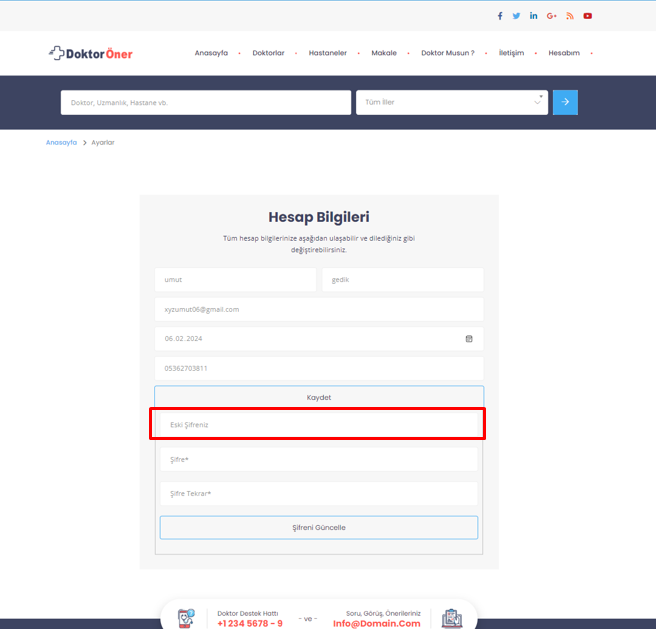 DoktorÖner
Anasayfa Doktorlar Hastaneler Makale Doktor Musun ? İletişim Hesabım
Doktor, Uzmanlık, Hastane vb. Tüm İller
Anasayfa > Ayarlar
Hesap Bilgileri
Tüm hesap bilgilerinize aşağıdan ulaşabilir ve dilediğiniz gibi
değiştirebilirsiniz.
umut gedik
xyzumut06@gmail.com
06.02.2024
05362703811
Kaydet
Eski Şifreniz
Şifre*
Şifre Tekrar*
Şifreni Güncelle
Doktor Destek Hattı - ve - Soru, Görüş, Önerileriniz
+1 234 5678 - 9 Info@Domain.Com